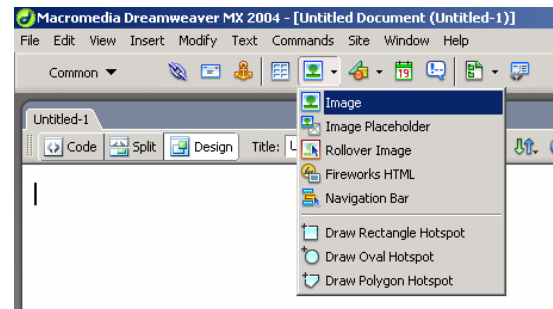 Macromedia Dreamweaver MX 2004 - [Untitled Document (Untitled-1)]
File Edit View Insert Modify Text Commands Site Window Help
Common
19
Image
Untitled-1
Image Placeholder
Code Split Design Title: U
Rollover Image
Fireworks HTML
Navigation Bar
Draw Rectangle Hotspot
Draw Oval Hotspot
Draw Polygon Hotspot